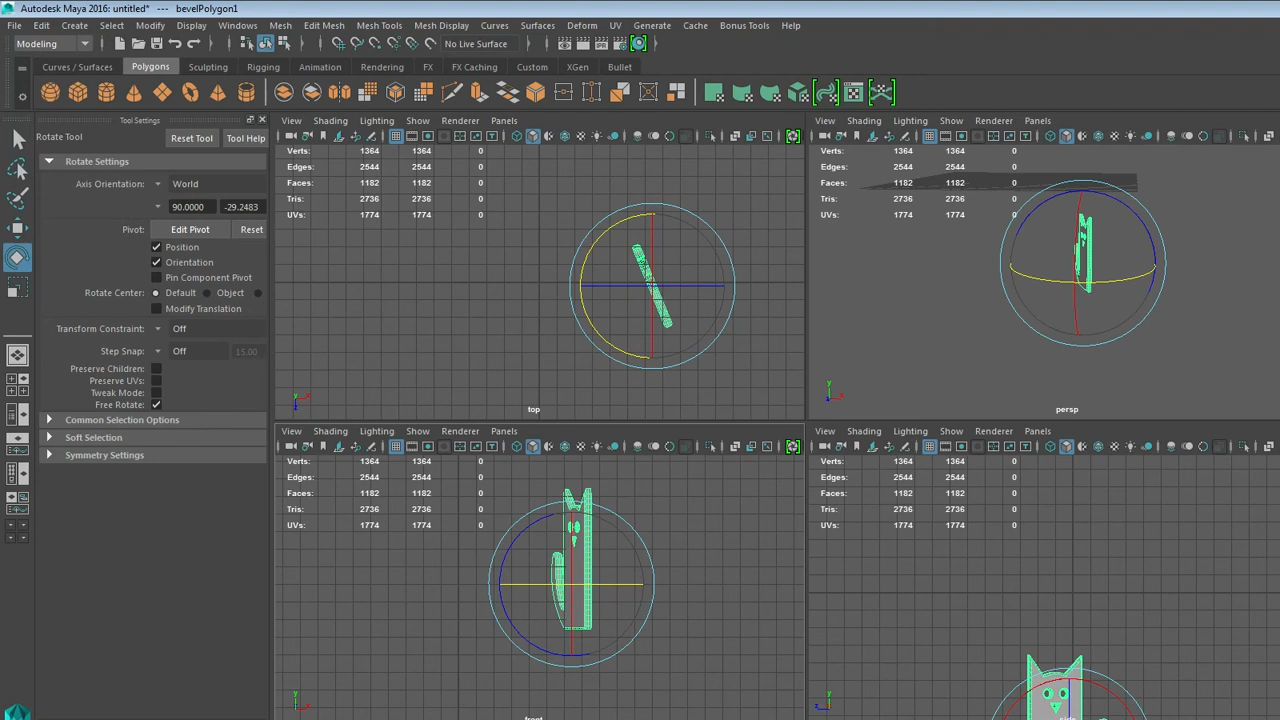 Autodesk Maya 2016: untitled*   ---   bevelPolygon1
File Edit Create Select Modify Display Windows Mesh Edit Mesh Mesh Tools Mesh Display Curves Surfaces Deform UV Generate Cache Bonus Tools Help
Modeling No Live Surface
Curves / Surfaces Polygons Sculpting Rigging Animation Rendering FX FX Caching Custom XGen Bullet
Tool Settings
Rotate Tool Reset Tool Tool Help
Rotate Settings
Axis Orientation: World
90.0000 -29.2483
Pivot: Edit Pivot Reset
Position
Orientation
Pin Component Pivot
Rotate Center: Default Object
Modify Translation
Transform Constraint: Off
Step Snap: Off 15.00
Preserve Children:
Preserve UVs:
Tweak Mode:
Free Rotate:
Common Selection Options
Soft Selection
Symmetry Settings
View Shading Lighting Show Renderer Panels
Verts: 1364 1364 0
Edges: 2544 2544 0
Faces: 1182 1182 0
Tris: 2736 2736 0
UVs: 1774 1774 0
y
x
z
top
View Shading Lighting Show Renderer Panels
Verts: 1364 1364 0
Edges: 2544 2544 0
Faces: 1182 1182 0
Tris: 2736 2736 0
UVs: 1774 1774 0
y
x
persp
View Shading Lighting Show Renderer Panels
Verts: 1364 1364 0
Edges: 2544 2544 0
Faces: 1182 1182 0
Tris: 2736 2736 0
UVs: 1774 1774 0
y
x
front
View Shading Lighting Show Renderer Panels
Verts: 1364 1364 0
Edges: 2544 2544 0
Faces: 1182 1182 0
Tris: 2736 2736 0
UVs: 1774 1774 0
y
side